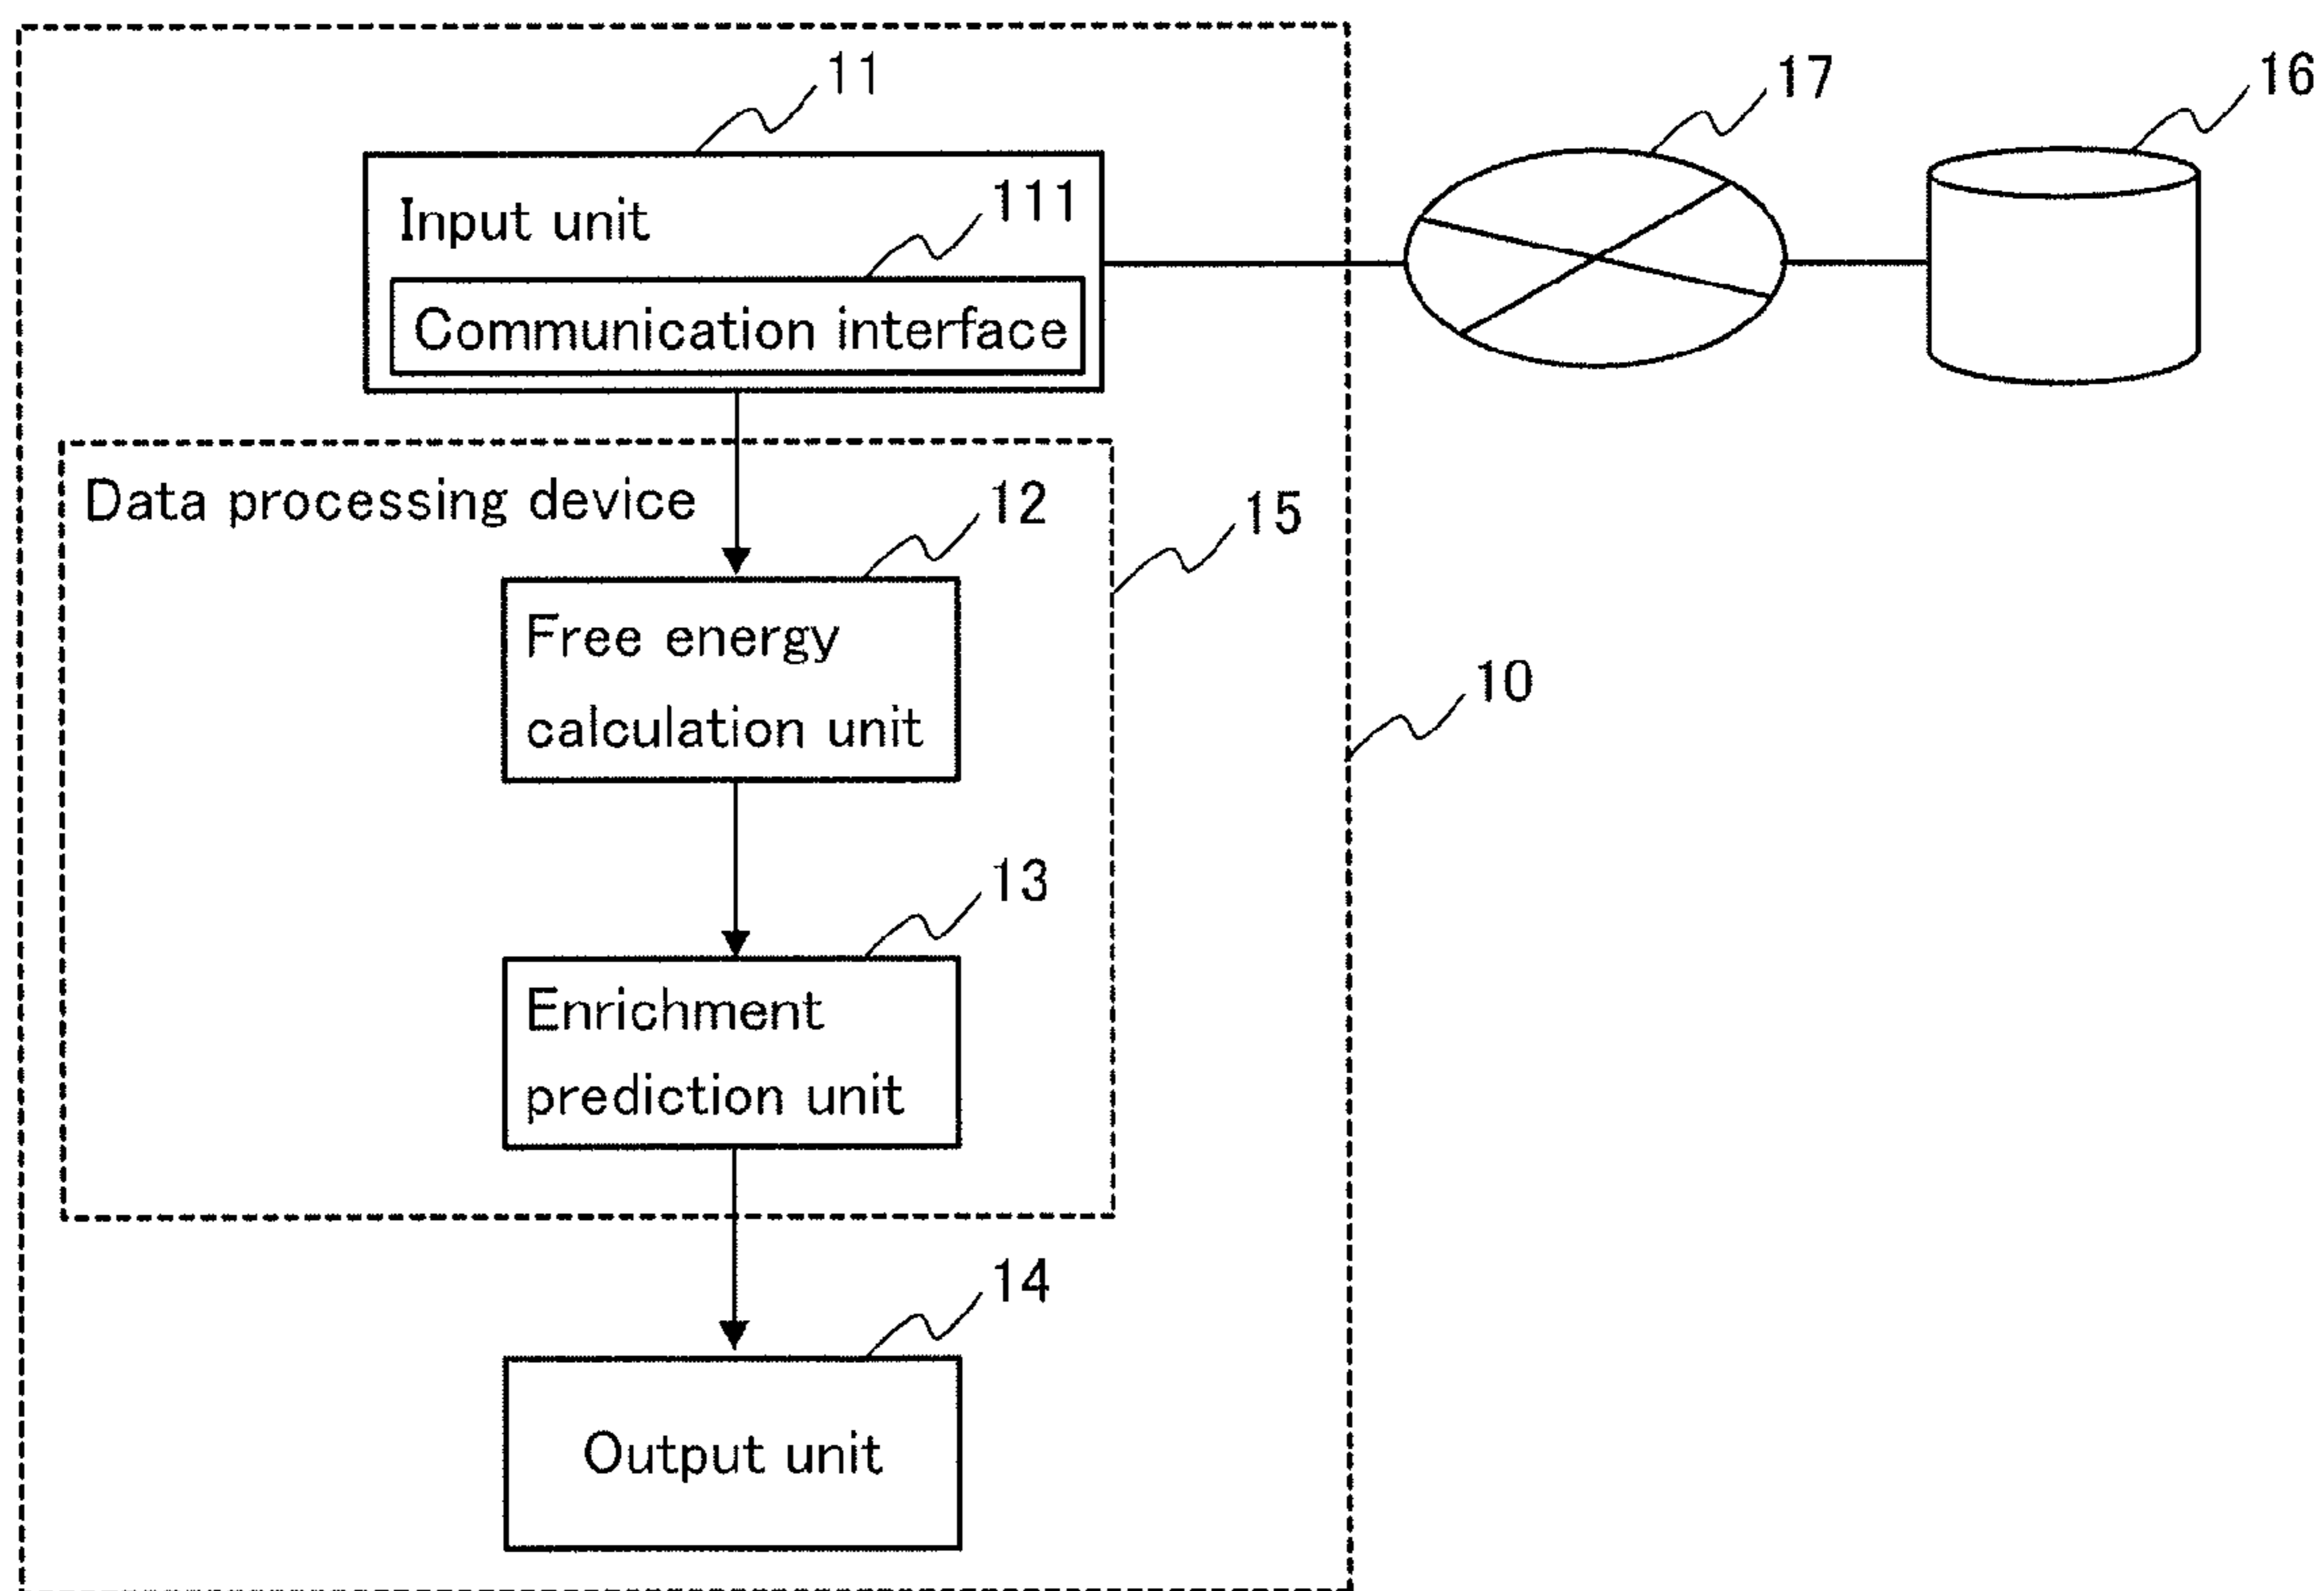 11
17
16
Input unit
111
Communication interface
Data processing device
12
15
Free energy
calculation unit
10
13
Enrichment
prediction unit
14
Output unit